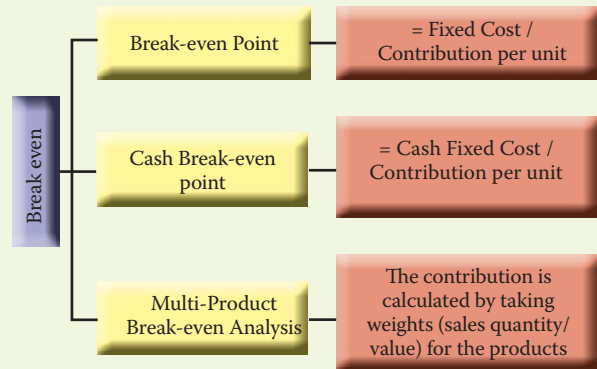 Break even
Break-even Point
= Fixed Cost /
Contribution per unit
Cash Break-even
point
= Cash Fixed Cost /
Contribution per unit
Multi-Product
Break-even Analysis
The contribution is
calculated by taking
weights (sales quantity/
value) for the products